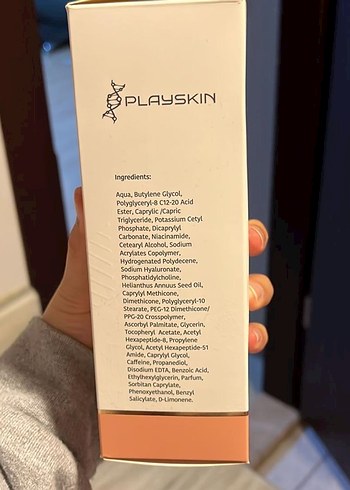 PLAYSKIN
Ingredients:
Aqua, Butylene Glycol,
Polyglyceryl-8 C12-20 Acid
Ester, Caprylic /Capric
Triglyceride, Potassium Cetyl
Phosphate, Dicaprylyl
Carbonate, Niacinamide,
Cetearyl Alcohol, Sodium
Acrylates Copolymer,
Hydrogenated Polydecene,
Sodium Hyaluronate,
Phosphatidylcholine,
Helianthus Annuus Seed Oil,
Caprylyl Methicone,
Dimethicone, Polyglyceryl-10
Stearate, PEG-12 Dimethicone/
PPG-20 Crosspolymer,
Ascorbyl Palmitate, Glycerin,
Tocopheryl Acetate, Acetyl
Hexapeptide-8, Propylene
Glycol, Acetyl Hexapeptide-51
Amide, Caprylyl Glycol,
Caffeine, Propanediol,
Disodium EDTA, Benzoic Acid,
Ethylhexylglycerin, Parfum,
Sorbitan Caprylate,
Phenoxyethanol, Benzyl
Salicylate, D-Limonene.